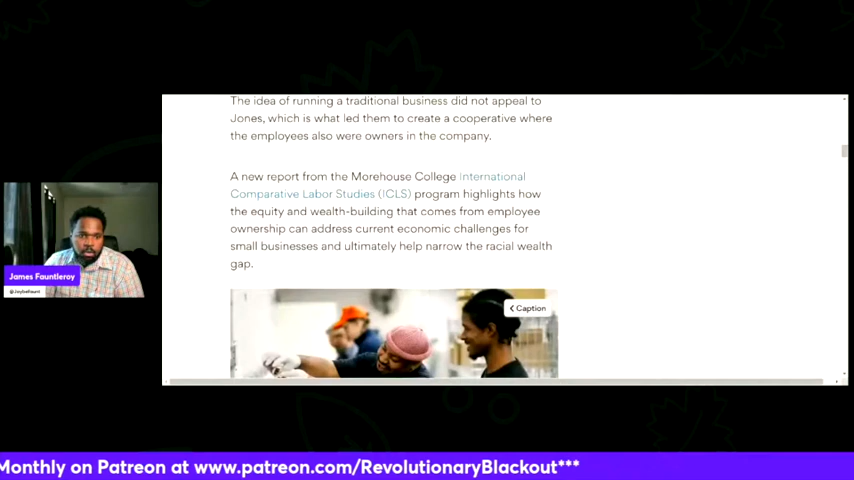 The idea of running a traditional business did not appeal to
Jones, which is what led them to create a cooperative where
the employees also were owners in the company.
A new report from the Morehouse College International
Comparative Labor Studies (ICLS) program highlights how
the equity and wealth-building that comes from employee
ownership can address current economic challenges for
small businesses and ultimately help narrow the racial wealth
gap.
Caption
James Fauntleroy
@JoytheFount
Monthly on Patreon at www.patreon.com/RevolutionaryBlackout***